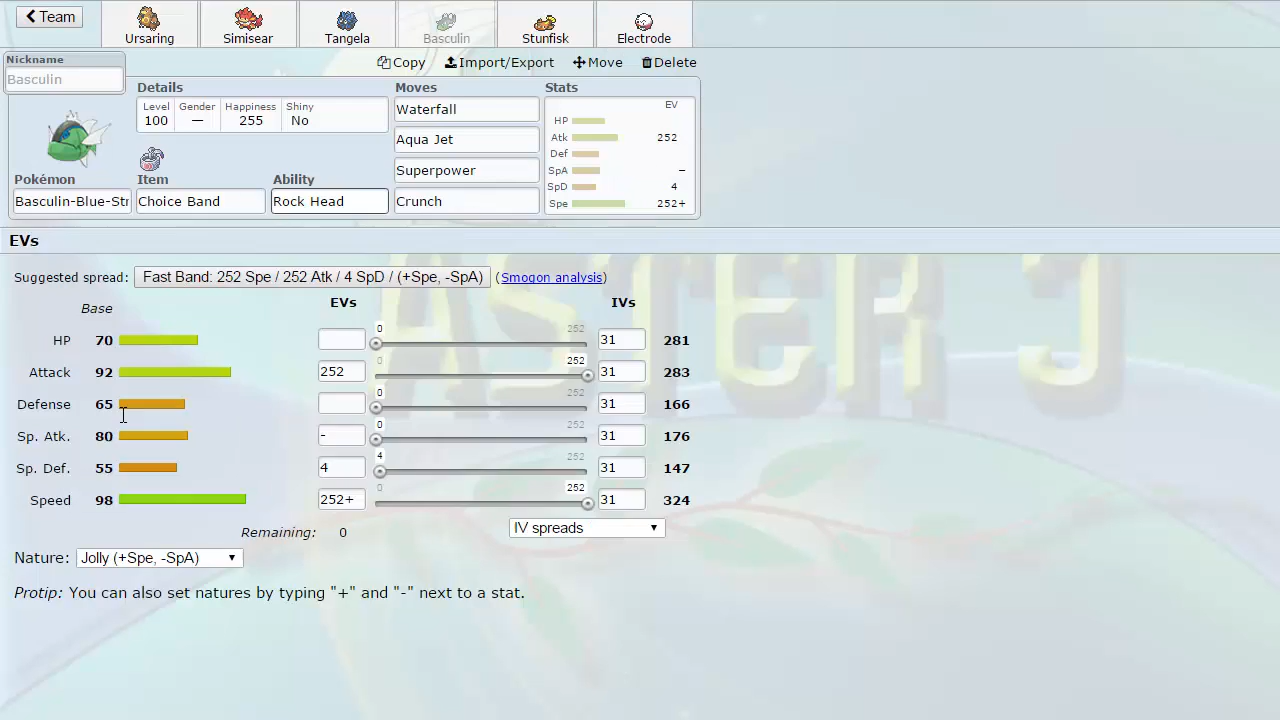 Team
Ursaring
Simisear
Tangela
Basculin
Stunfisk
Electrode
Nickname
Basculin
Copy
Import/Export
Move
Delete
Details
Level
100
Gender
—
Happiness
255
Shiny
No
Moves
Waterfall
Aqua Jet
Superpower
Crunch
Stats
EV
HP
Atk 252
Def
SpA –
SpD 4
Spe 252+
Pokémon
Basculin-Blue-Str
Item
Choice Band
Ability
Rock Head
EVs
Suggested spread: Fast Band: 252 Spe / 252 Atk / 4 SpD / (+Spe, -SpA) (Smogon analysis)
Base EVs IVs
HP 70 0 252 31 281
Attack 92 252 0 252 31 283
Defense 65 0 252 31 166
Sp. Atk. 80 - 0 252 31 176
Sp. Def. 55 4 4 252 31 147
Speed 98 252+ 0 252 31 324
Remaining: 0 IV spreads
Nature: Jolly (+Spe, -SpA)
Protip: You can also set natures by typing "+" and "-" next to a stat.
ASTER J